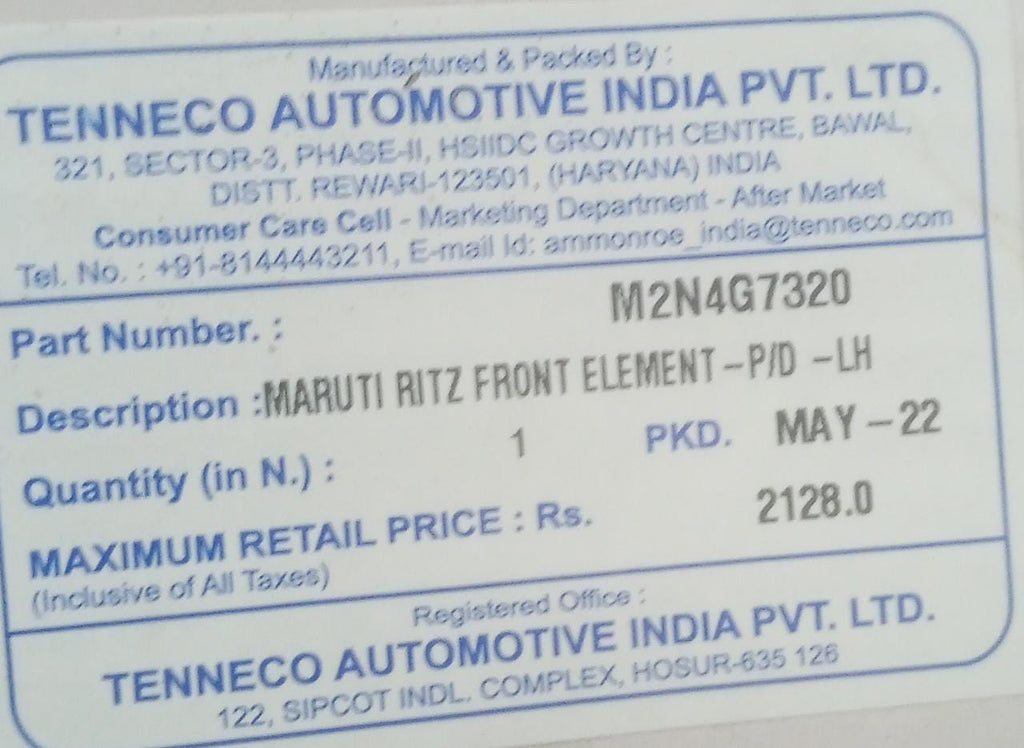 Manufactured & Packed By :
TENNECO AUTOMOTIVE INDIA PVT. LTD.
321, SECTOR-3, PHASE-II, HSIIDC GROWTH CENTRE, BAWAL,
DISTT. REWARI-123501, (HARYANA) INDIA
Consumer Care Cell - Marketing Department - After Market
Tel. No. : +91-8144443211, E-mail Id: ammonroe_india@tenneco.com
Part Number. : M2N4G7320
Description :MARUTI RITZ FRONT ELEMENT-P/D -LH
Quantity (in N.) : 1 PKD. MAY-22
MAXIMUM RETAIL PRICE : Rs. 2128.0
(Inclusive of All Taxes)
Registered Office :
TENNECO AUTOMOTIVE INDIA PVT. LTD.
122, SIPCOT INDL. COMPLEX, HOSUR-635 126